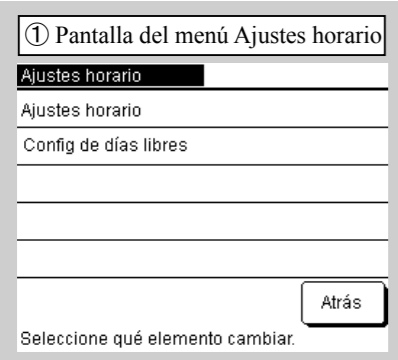 ① Pantalla del menú Ajustes horario
Ajustes horario
Ajustes horario
Config de días libres
Atrás
Seleccione qué elemento cambiar.